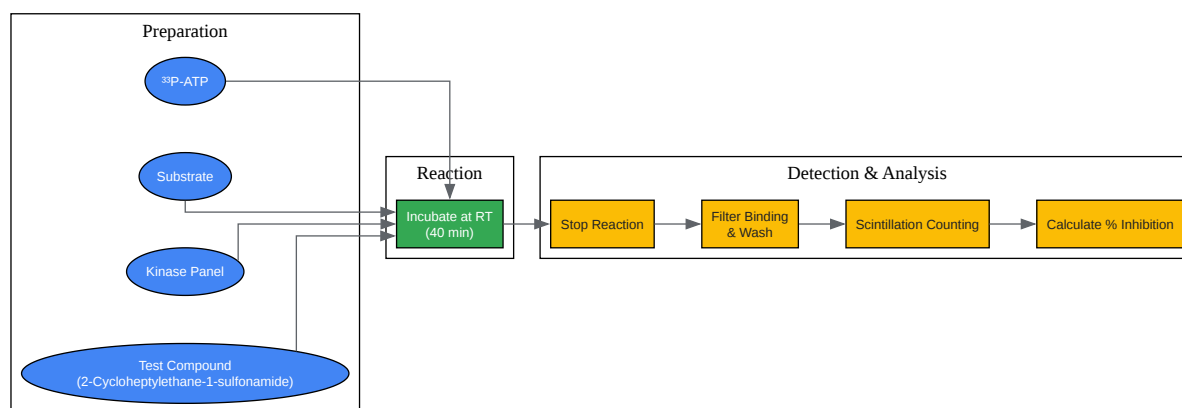 Preparation
³³P-ATP
Substrate
Kinase Panel
Test Compound
(2-Cycloheptylethane-1-sulfonamide)
Reaction
Incubate at RT
(40 min)
Detection & Analysis
Stop Reaction
Filter Binding
& Wash
Scintillation Counting
Calculate % Inhibition